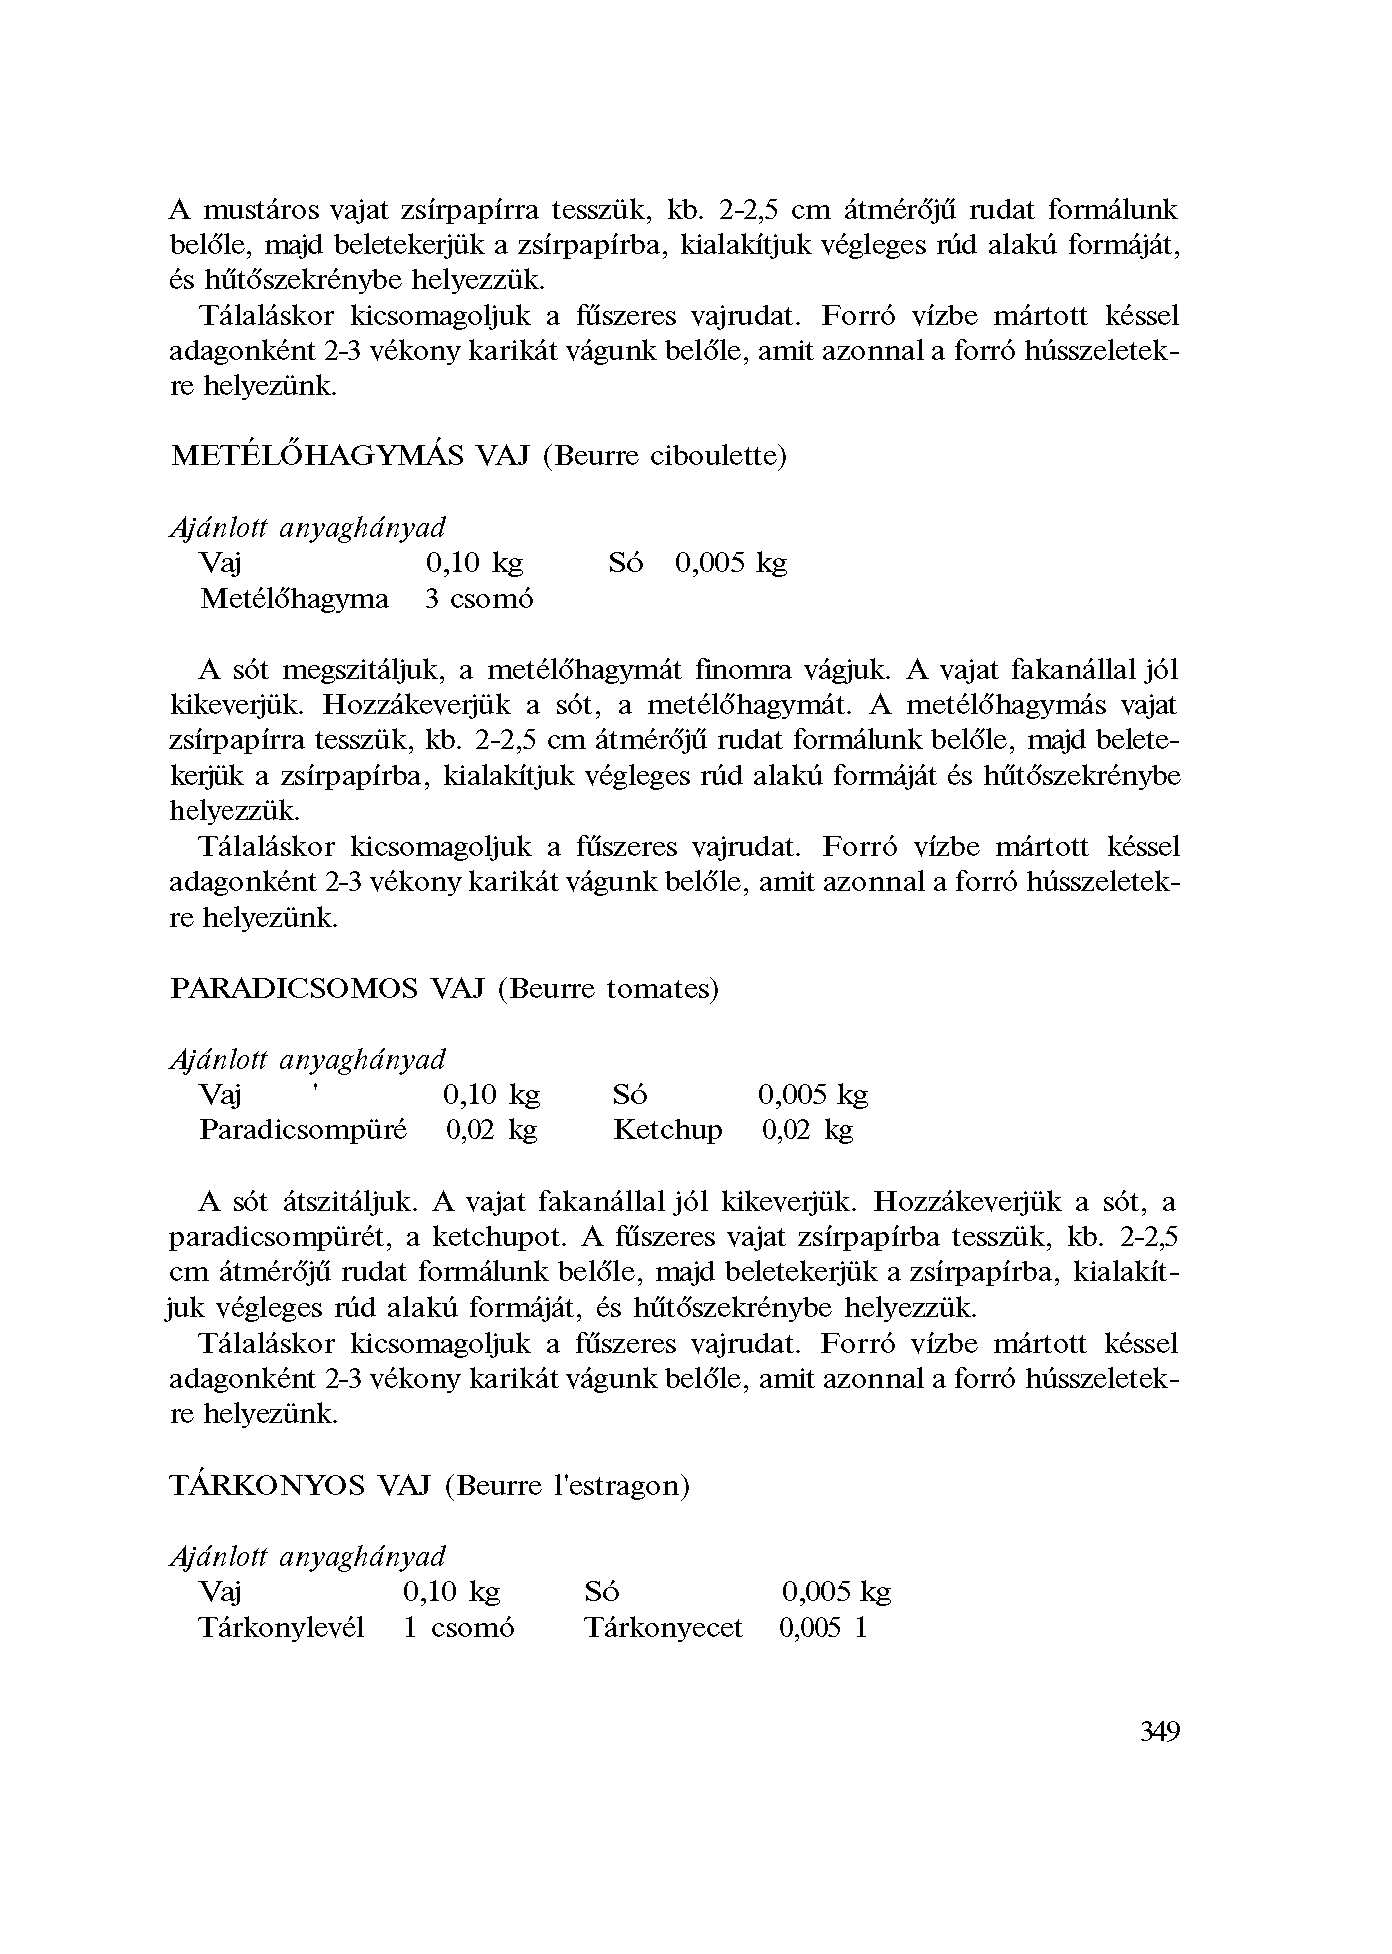 A mustáros vajat zsírpapírra tesszük, kb. 2-2,5 cm átmérőjű rudat formálunk
belőle, majd beletekerjük a zsírpapírba, kialakítjuk végleges rúd alakú formáját,
és hűtőszekrénybe helyezzük.
Tálaláskor kicsomagoljuk a fűszeres vajrudat. Forró vízbe mártott késsel
adagonként 2-3 vékony karikát vágunk belőle, amit azonnal a forró hússzeletek-
re helyezünk.
METÉLŐHAGYMÁS VAJ (Beurre ciboulette)
Ajánlott anyaghányad
Vaj 0,10 kg Só 0,005 kg
Metélőhagyma 3 csomó
A sót megszitáljuk, a metélőhagymát finomra vágjuk. A vajat fakanállal jól
kikeverjük. Hozzákeverjük a sót, a metélőhagymát. A metélőhagymás vajat
zsírpapírra tesszük, kb. 2-2,5 cm átmérőjű rudat formálunk belőle, majd belete-
kerjük a zsírpapírba, kialakítjuk végleges rúd alakú formáját és hűtőszekrénybe
helyezzük.
Tálaláskor kicsomagoljuk a fűszeres vajrudat. Forró vízbe mártott késsel
adagonként 2-3 vékony karikát vágunk belőle, amit azonnal a forró hússzeletek-
re helyezünk.
PARADICSOMOS VAJ (Beurre tomates)
Ajánlott anyaghányad
Vaj ' 0,10 kg Só 0,005 kg
Paradicsompüré 0,02 kg Ketchup 0,02 kg
A sót átszitáljuk. A vajat fakanállal jól kikeverjük. Hozzákeverjük a sót, a
paradicsompürét, a ketchupot. A fűszeres vajat zsírpapírba tesszük, kb. 2-2,5
cm átmérőjű rudat formálunk belőle, majd beletekerjük a zsírpapírba, kialakít-
juk végleges rúd alakú formáját, és hűtőszekrénybe helyezzük.
Tálaláskor kicsomagoljuk a fűszeres vajrudat. Forró vízbe mártott késsel
adagonként 2-3 vékony karikát vágunk belőle, amit azonnal a forró hússzeletek-
re helyezünk.
TÁRKONYOS VAJ (Beurre l'estragon)
Ajánlott anyaghányad
Vaj 0,10 kg Só 0,005 kg
Tárkonylevél 1 csomó Tárkonyecet 0,005 1
349